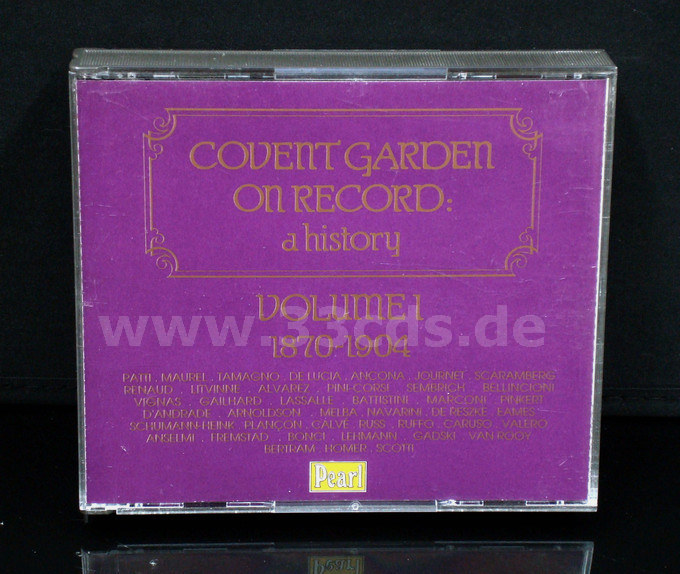 COVENT GARDEN
ON RECORD:
a history
VOLUME I
www.33cds.de
1870-1904
PATTI . MAUREL . TAMAGNO . DE LUCIA . ANCONA . JOURNET . SCARAMBERG
RENAUD . LITVINNE . ALVAREZ . PINI-CORSI . SEMBRICH . BELLINCIONI
VIGNAS . GAILHARD . LASSALLE . BATTISTINI . MARCONI . PINKERT
D'ANDRADE . ARNOLDSON . MELBA . NAVARINI . DE RESZKE . EAMES
SCHUMANN-HEINK . PLANÇON . CALVÉ . RUSS . RUFFO . CARUSO . VALERO
ANSELMI . FREMSTAD . BONCI . LEHMANN . GADSKI . VAN ROOY
BERTRAM . HOMER . SCOTTI
Pearl